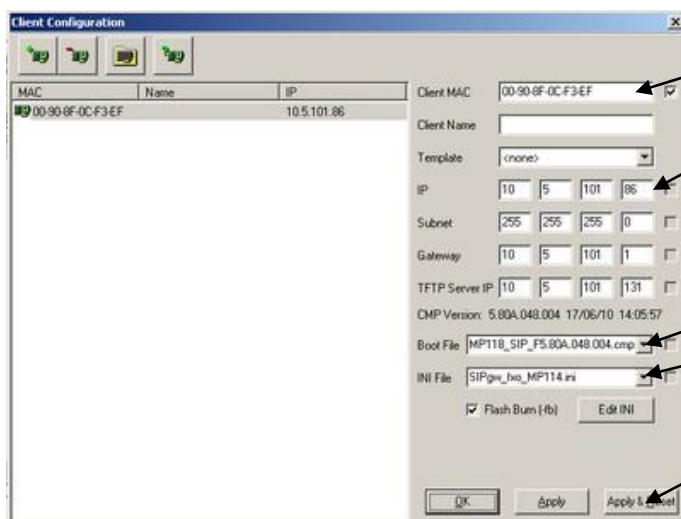 Client Configuration
MAC Name IP
00-90-8F-0C-F3-EF 10.5.101.86
Client MAC 00-90-8F-0C-F3-EF
Client Name
Template <none>
IP 10 5 101 86
Subnet 255 255 255 0
Gateway 10 5 101 1
TFTP Server IP 10 5 101 131
CMP Version: 5.80A.048.004 17/06/10 14:05:57
Boot File MP118_SIP_F5.80A.048.004.cmp
INI File SIPgw_fxo_MP114.ini
Flash Burn (-fb) Edit INI
OK Apply Apply & Reset